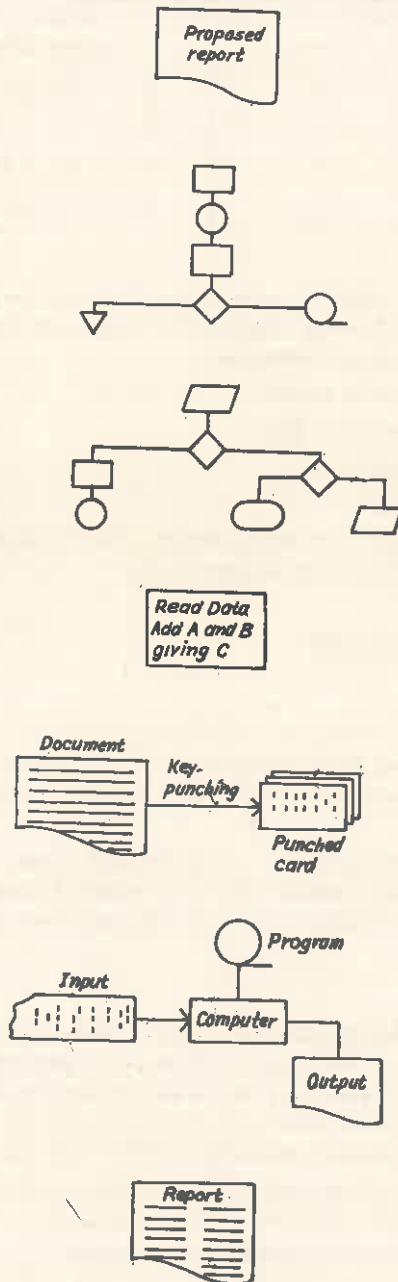 Proposed
report
Read Data
Add A and B
giving C
Document
Key-
punching
Punched
card
Program
Input
Computer
Output
Report